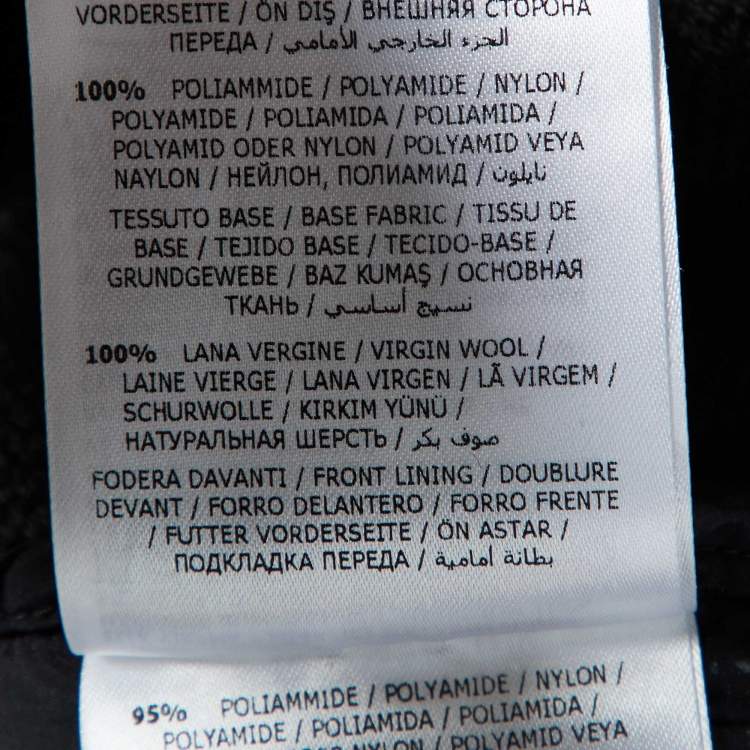 VORDERSEITE / ÖN DIŞ / ВНЕШНЯЯ СТОРОНА
ПЕРЕДА / الجزء الخارجي الأمامي
100% POLIAMMIDE / POLYAMIDE / NYLON /
POLYAMIDE / POLIAMIDA / POLIAMIDA /
POLYAMID ODER NYLON / POLYAMID VEYA
NAYLON / НЕЙЛОН, ПОЛИАМИД / نايلون
TESSUTO BASE / BASE FABRIC / TISSU DE
BASE / TEJIDO BASE / TECIDO-BASE /
GRUNDGEWEBE / BAZ KUMAŞ / ОСНОВНАЯ
ТКАНЬ / نسيج أساسي
100% LANA VERGINE / VIRGIN WOOL /
LAINE VIERGE / LANA VIRGEN / LÃ VIRGEM /
SCHURWOLLE / KIRKIM YÜNÜ /
НАТУРАЛЬНАЯ ШЕРСТЬ / صوف بكر
FODERA DAVANTI / FRONT LINING / DOUBLURE
DEVANT / FORRO DELANTERO / FORRO FRENTE
/ FUTTER VORDERSEITE / ÖN ASTAR /
ПОДКЛАДКА ПЕРЕДА / بطانة أمامية
95% POLIAMMIDE / POLYAMIDE / NYLON /
POLYAMIDE / POLIAMIDA / POLIAMIDA /
NYLON / POLYAMID VEYA